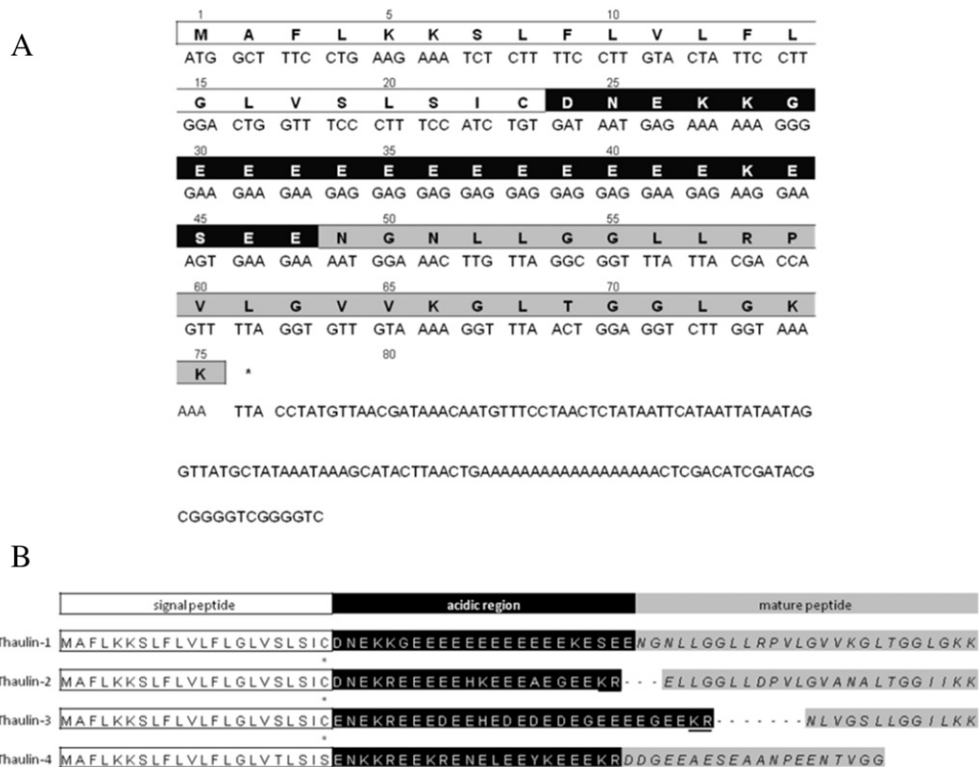 A
1 5 10
M A F L K K S L F L V L F L
ATG GCT TTC CTG AAG AAA TCT CTT TTC CTT GTA CTA TTC CTT
15 20 25
G L V S L S I C D N E K K G
GGA CTG GTT TCC CTT TCC ATC TGT GAT AAT GAG AAA AAA GGG
30 35 40
E E E E E E E E E E E E K E
GAA GAA GAA GAG GAG GAG GAG GAG GAG GAG GAA GAG AAG GAA
45 50 55
S E E N G N L L G G L L R P
AGT GAA GAA AAT GGA AAC TTG TTA GGC GGT TTA TTA CGA CCA
60 65 70
V L G V V K G L T G G L G K
GTT TTA GGT GTT GTA AAA GGT TTA ACT GGA GGT CTT GGT AAA
75 80
K *
AAA TTA CCTATGTTAACGATAAACAATGTTTCCTAACTCTATAATTCATAATTATAATAG
GTTATGCTATAAATAAAGCATACTTAACTGAAAAAAAAAAAAAAAAAAACTCGACATCGATACG
CGGGGTCGGGGTC
B
signal peptide acidic region mature peptide
Thaulin-1 MAFLKKSLFLVLFLGLVSLSICDNEKKGEEEEEEEEEEEEKESEENGNLLGGLLRPVLGVVKGLTGGLGKK
*
Thaulin-2 MAFLKKSLFLVLFLGLVSLSICDNEKREEEEEHKEEEAEGEEKR---ELLGGLLDPVLGVANALTGGIIKK
*
Thaulin-3 MAFLKKSLFLVLFLGLVSLSICENEKREEEDEEHEDEDEDEGEEEEGEEKR-------NLVGSLLGGILKK
*
Thaulin-4 MAFLKKSLFLVLFLGLVTLSISENKKREEKRENELEEYKEEEKRDDGEEAESEAANPEENTVGG